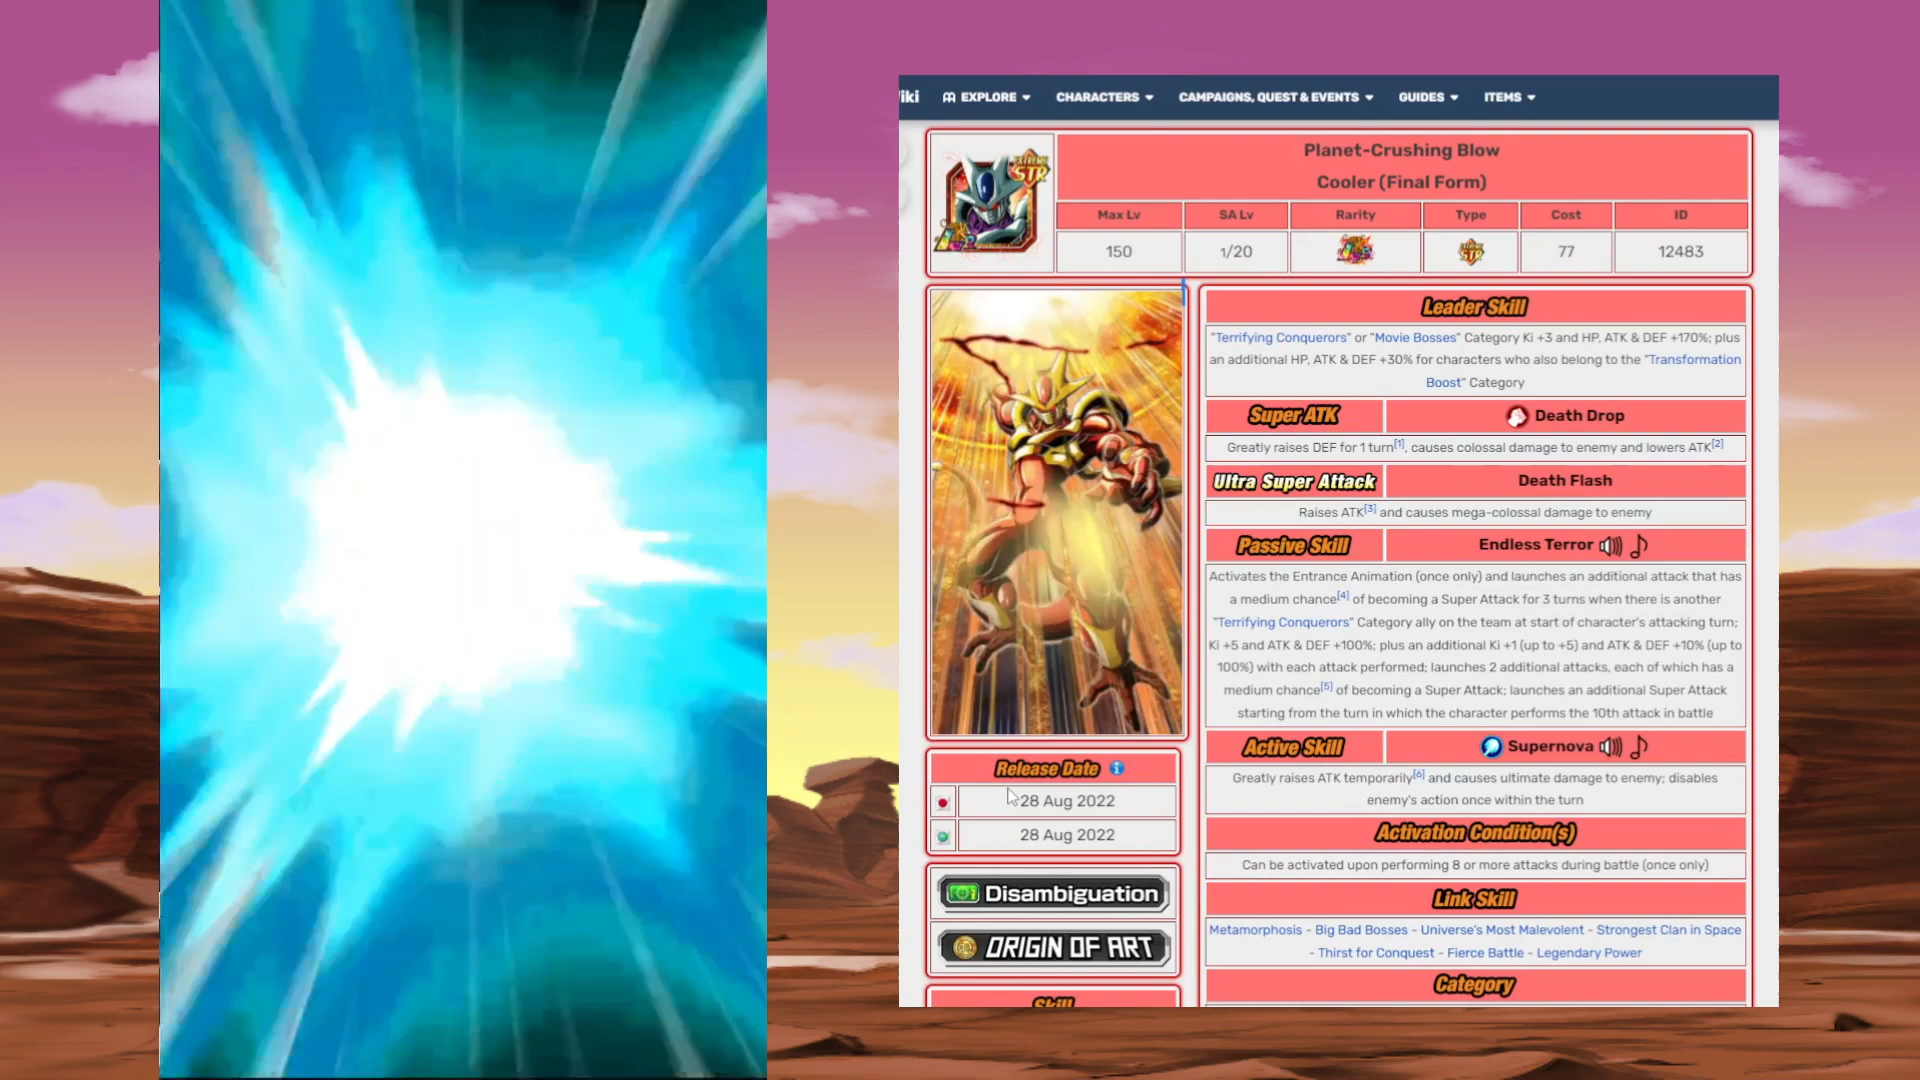 Wiki EXPLORE CHARACTERS CAMPAIGNS, QUEST & EVENTS GUIDES ITEMS
Planet-Crushing Blow
Cooler (Final Form)
EXTREME
STR
Max Lv SA Lv Rarity Type Cost ID
150 1/20 EXTREME STR 77 12483
Leader Skill
"Terrifying Conquerors" or "Movie Bosses" Category Ki +3 and HP, ATK & DEF +170%; plus
an additional HP, ATK & DEF +30% for characters who also belong to the "Transformation
Boost" Category
Super ATK Death Drop
Greatly raises DEF for 1 turn[1], causes colossal damage to enemy and lowers ATK[2]
Ultra Super Attack Death Flash
Raises ATK[3] and causes mega-colossal damage to enemy
Passive Skill Endless Terror
Activates the Entrance Animation (once only) and launches an additional attack that has
a medium chance[4] of becoming a Super Attack for 3 turns when there is another
"Terrifying Conquerors" Category ally on the team at start of character's attacking turn;
Ki +5 and ATK & DEF +100%; plus an additional Ki +1 (up to +5) and ATK & DEF +10% (up to
100%) with each attack performed; launches 2 additional attacks, each of which has a
medium chance[5] of becoming a Super Attack; launches an additional Super Attack
starting from the turn in which the character performs the 10th attack in battle
Active Skill Supernova
Greatly raises ATK temporarily[6] and causes ultimate damage to enemy; disables
enemy's action once within the turn
Activation Condition(s)
Can be activated upon performing 8 or more attacks during battle (once only)
Link Skill
Metamorphosis - Big Bad Bosses - Universe's Most Malevolent - Strongest Clan in Space
- Thirst for Conquest - Fierce Battle - Legendary Power
Category
Release Date
28 Aug 2022
28 Aug 2022
Disambiguation
ORIGIN OF ART
Skill